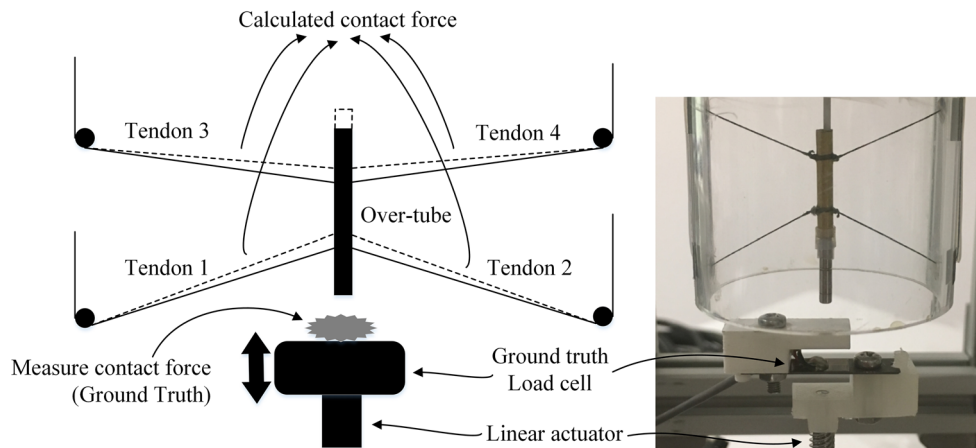 Calculated contact force
Tendon 3
Tendon 4
Over-tube
Tendon 1
Tendon 2
Measure contact force
(Ground Truth)
Ground truth
Load cell
Linear actuator